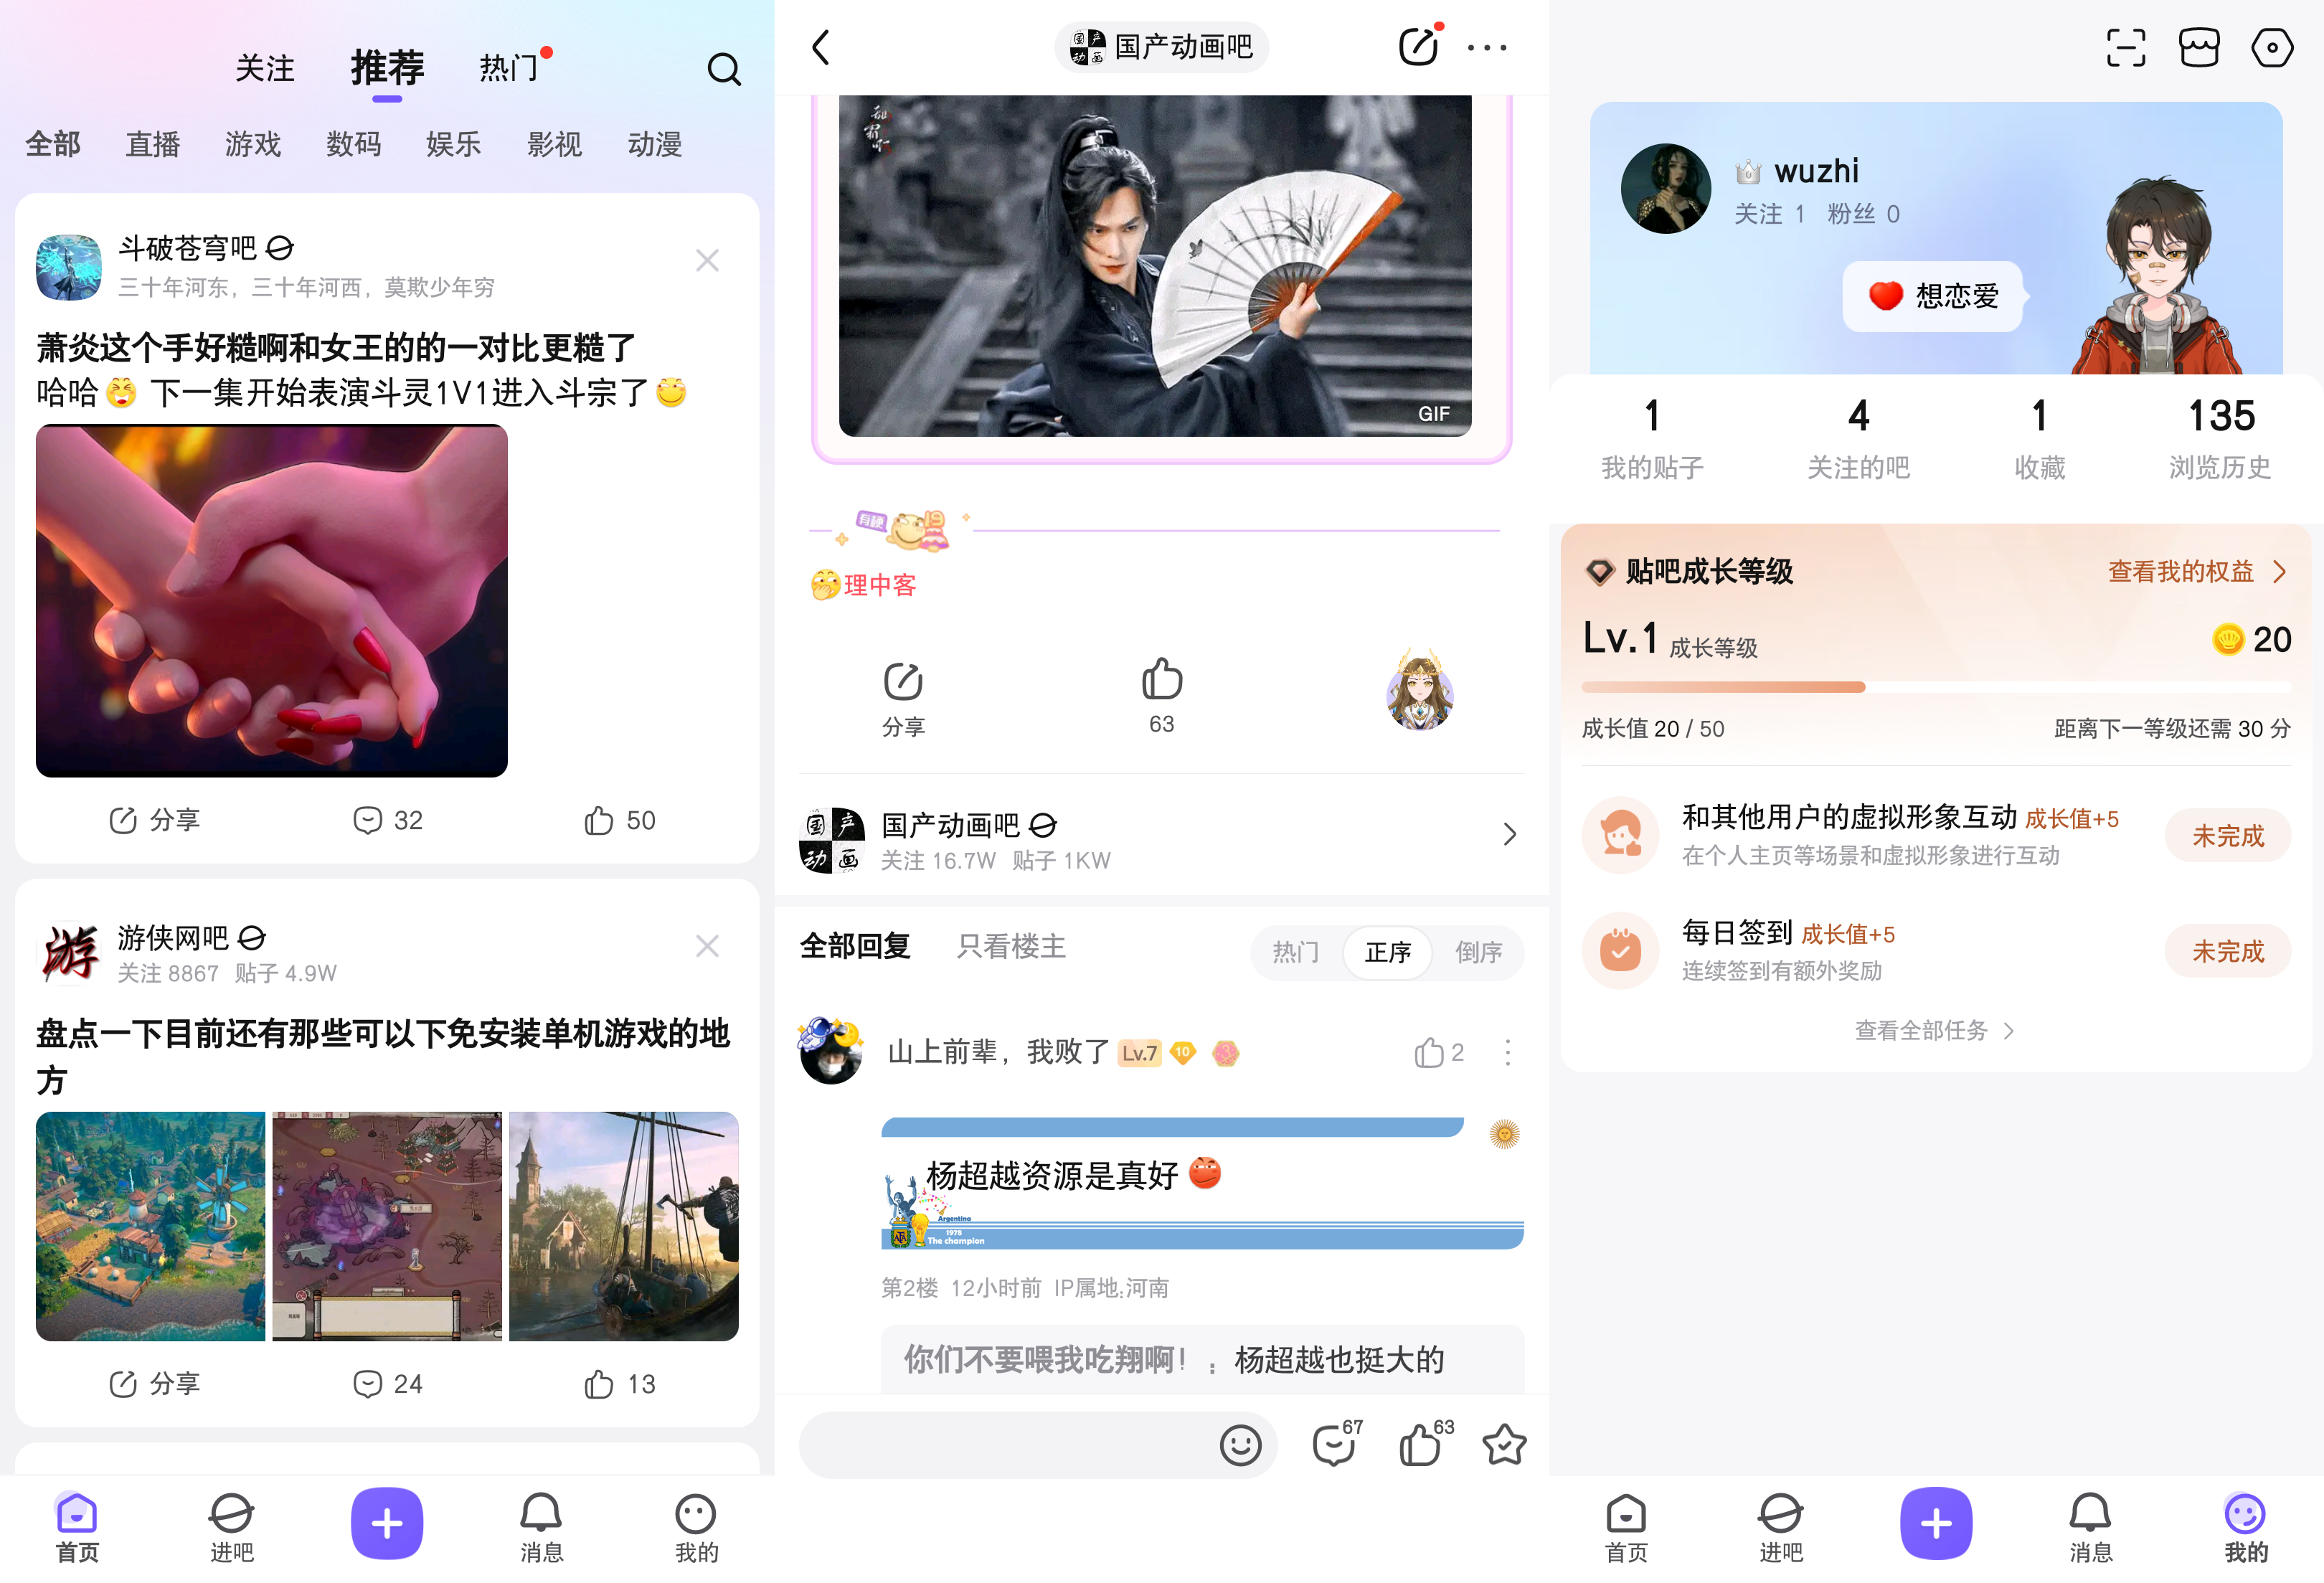 关注
推荐
热门
全部
直播
游戏
数码
娱乐
影视
动漫
斗破苍穹吧
三十年河东，三十年河西，莫欺少年穷
萧炎这个手好糙啊和女王的的一对比更糙了
哈哈 下一集开始表演斗灵1V1进入斗宗了
分享
32
50
游
游侠网吧
关注 8867 贴子 4.9W
盘点一下目前还有那些可以下免安装单机游戏的地
方
分享
24
13
首页
进吧
消息
我的
国产动画
国产动画吧
GIF
有梗
19
理中客
分享
63
国产动画
国产动画吧
关注 16.7W 贴子 1KW
全部回复
只看楼主
热门
正序
倒序
山上前辈，我败了 Lv.7 10 3
2
杨超越资源是真好
Argentina
1978
The champion
AFA
第2楼 12小时前 IP属地:河南
你们不要喂我吃翔啊！：杨超越也挺大的
67
63
wuzhi
关注 1 粉丝 0
想恋爱
1
我的贴子
4
关注的吧
1
收藏
135
浏览历史
贴吧成长等级
查看我的权益
Lv.1 成长等级
20
成长值 20 / 50
距离下一等级还需 30 分
和其他用户的虚拟形象互动 成长值+5
在个人主页等场景和虚拟形象进行互动
未完成
每日签到 成长值+5
连续签到有额外奖励
未完成
查看全部任务
首页
进吧
消息
我的